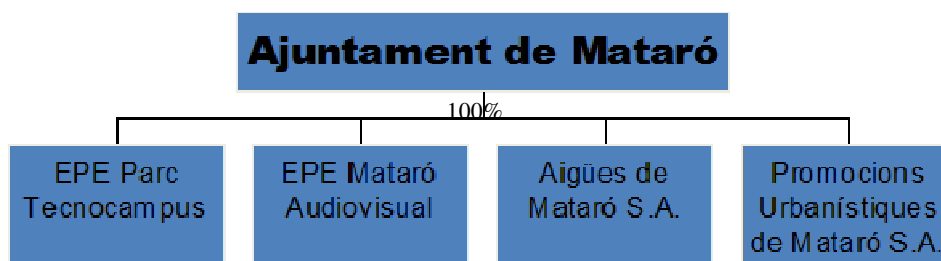 Ajuntament de Mataró
100%
EPE Parc
Tecnocampus
EPE Mataró
Audiovisual
Aigües de
Mataró S.A.
Promocions
Urbanístiques
de Mataró S.A.